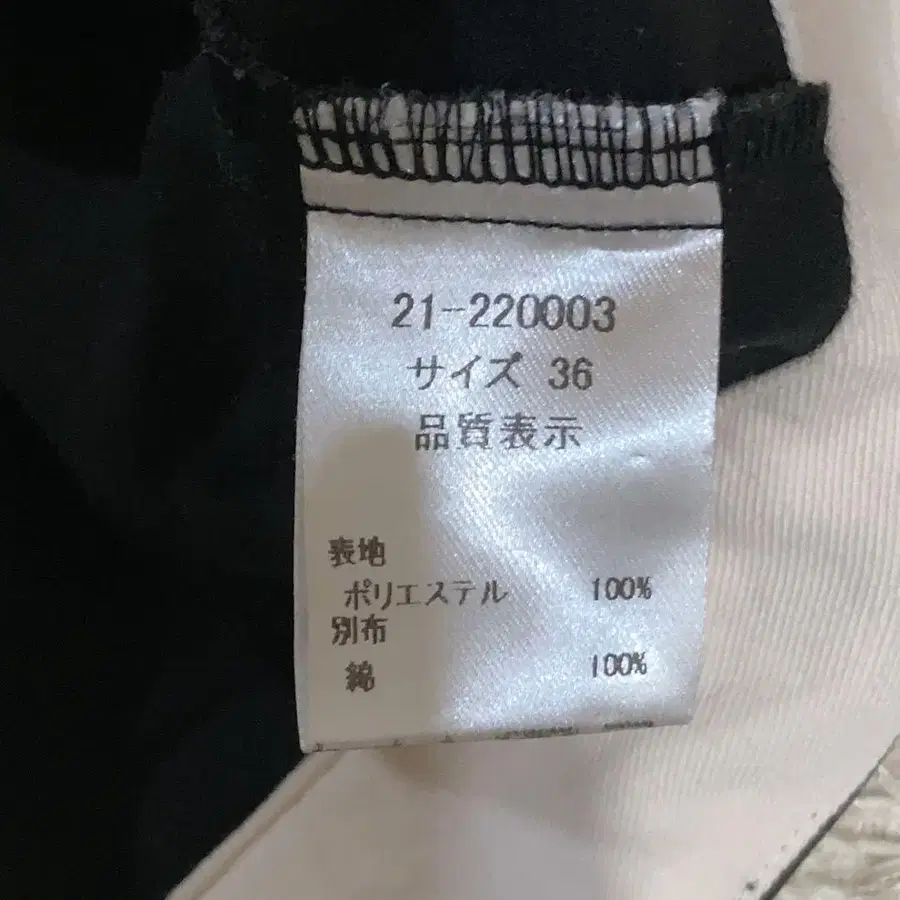 21-220003
サイズ 36
品質表示
表地
ポリエステル 100%
別布
綿 100%